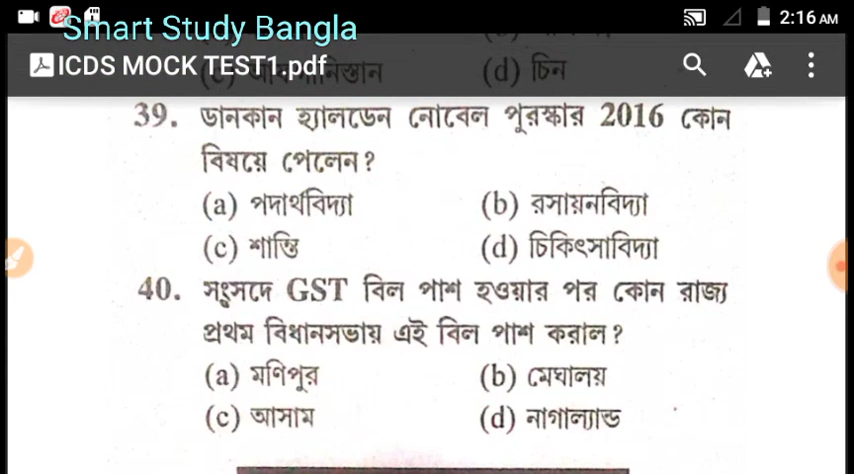 Smart Study Bangla
2:16 AM
ICDS MOCK TEST1.pdf
(d) চিন
39. ডানকান হ্যালডেন নোবেল পুরস্কার 2016 কোন
বিষয়ে পেলেন?
(a) পদার্থবিদ্যা (b) রসায়নবিদ্যা
(c) শান্তি (d) চিকিৎসাবিদ্যা
40. সংসদে GST বিল পাশ হওয়ার পর কোন রাজ্য
প্রথম বিধানসভায় এই বিল পাশ করাল?
(a) মণিপুর (b) মেঘালয়
(c) আসাম (d) নাগাল্যান্ড